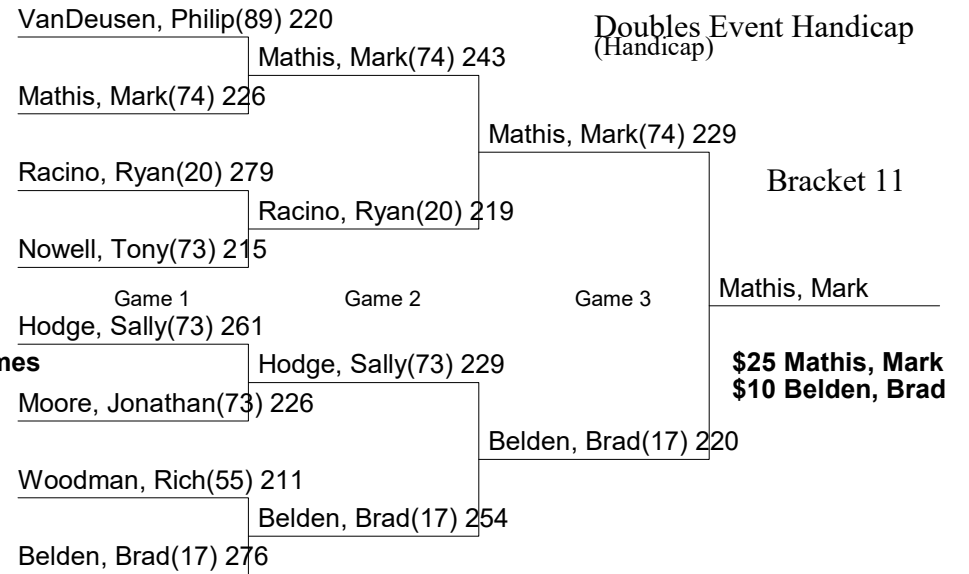 VanDeusen, Philip(89) 220
Doubles Event Handicap
(Handicap)
Mathis, Mark(74) 243
Mathis, Mark(74) 226
Mathis, Mark(74) 229
Racino, Ryan(20) 279
Bracket 11
Racino, Ryan(20) 219
Nowell, Tony(73) 215
Game 1
Game 2
Game 3
Mathis, Mark
Hodge, Sally(73) 261
Hodge, Sally(73) 229
$25 Mathis, Mark
$10 Belden, Brad
Moore, Jonathan(73) 226
Belden, Brad(17) 220
Woodman, Rich(55) 211
Belden, Brad(17) 254
Belden, Brad(17) 276